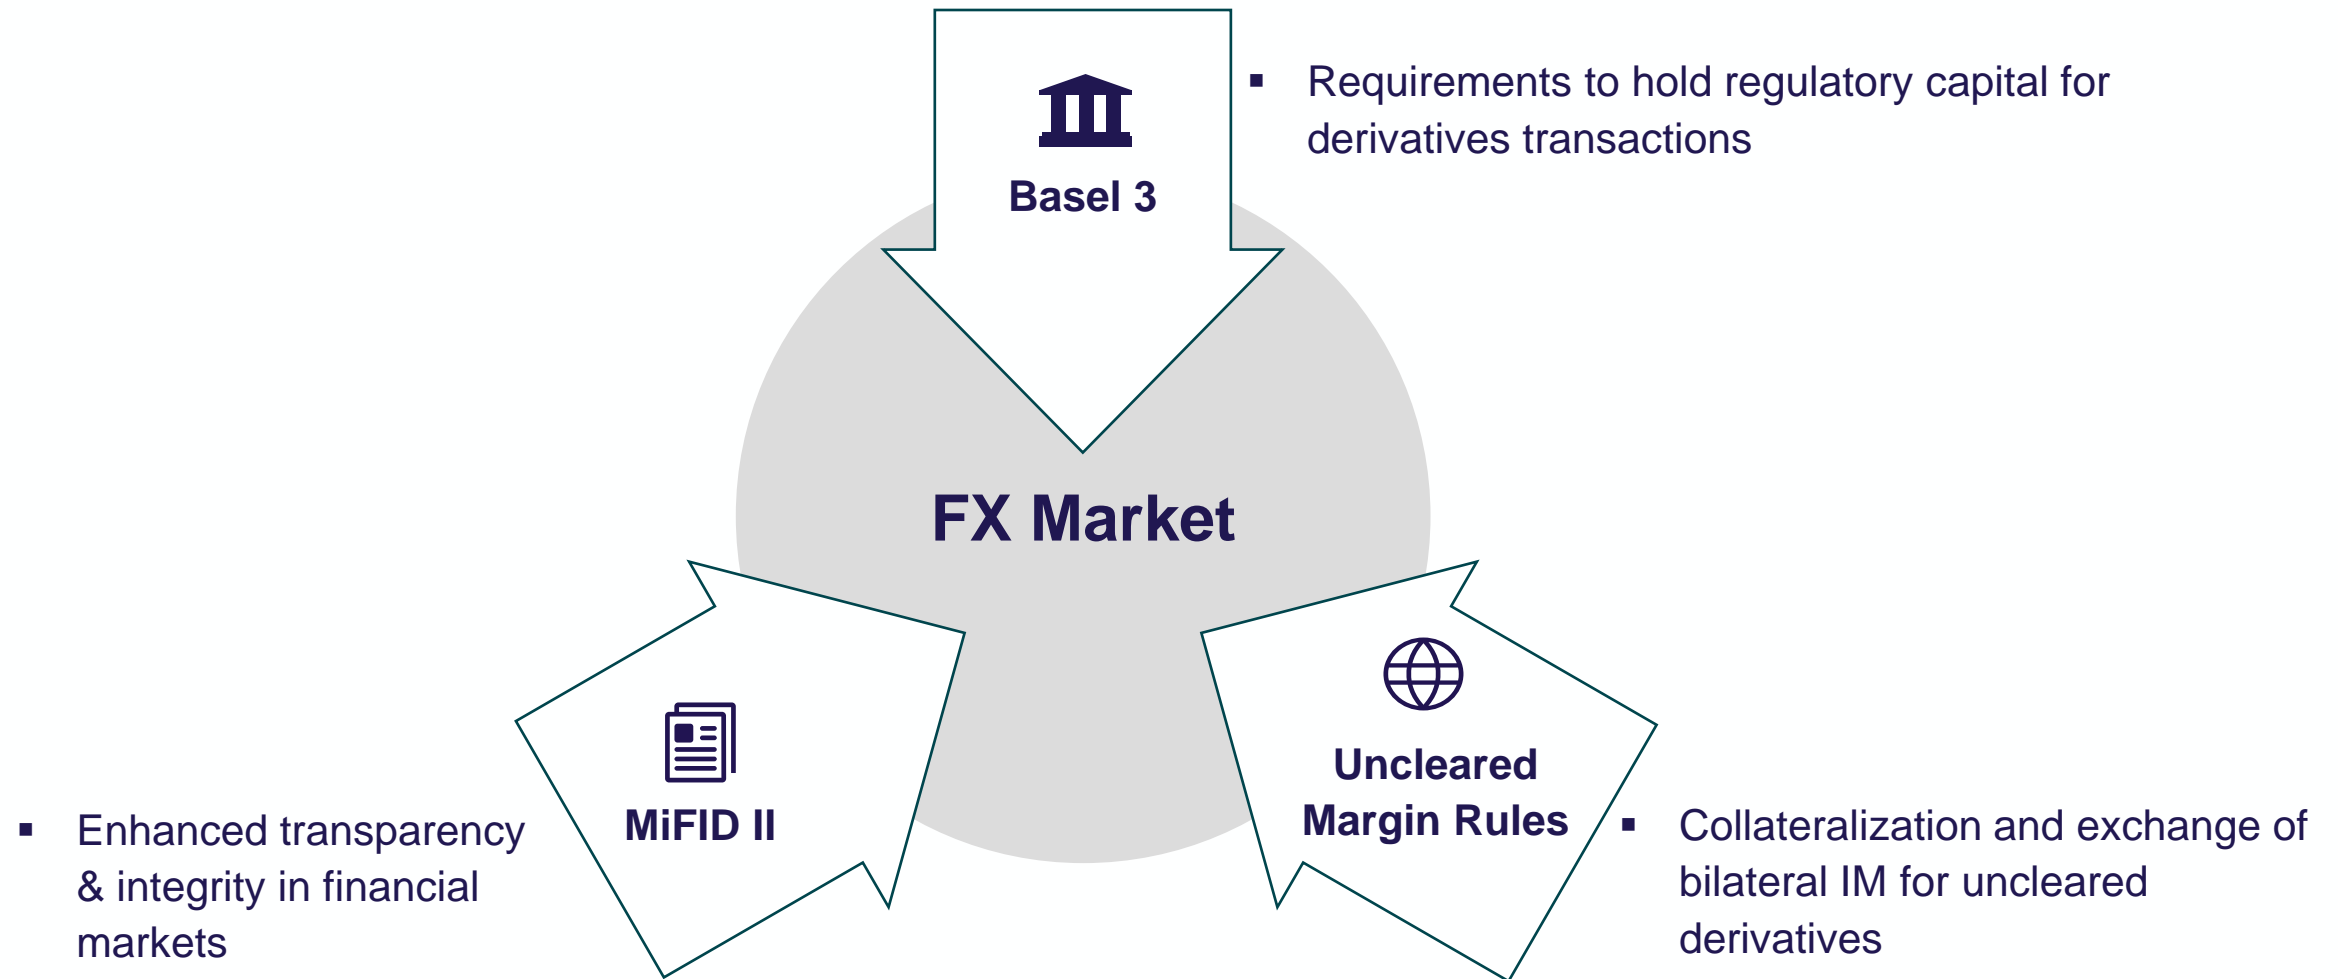 Basel 3
▪ Requirements to hold regulatory capital for
derivatives transactions
FX Market
MiFID II
▪ Enhanced transparency
& integrity in financial
markets
Uncleared
Margin Rules
▪ Collateralization and exchange of
bilateral IM for uncleared
derivatives